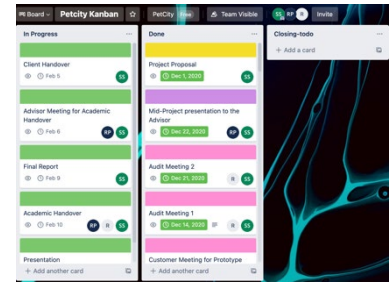 Board
Petcity Kanban
PetCity
Free
Team Visible
SS
RP
R
Invite
In Progress
Client Handover
Feb 5
SS
Advisor Meeting for Academic
Handover
Feb 8
RP SS
Final Report
Feb 9
SS
Academic Handover
Feb 10
RP R SS
Presentation
+ Add another card
Done
Project Proposal
Dec 1, 2020
SS
Mid-Project presentation to the
Advisor
Dec 22, 2020
RP SS
Audit Meeting 2
Dec 21, 2020
R SS
Audit Meeting 1
Dec 14, 2020
R SS
Customer Meeting for Prototype
+ Add another card
Closing-todo
+ Add a card